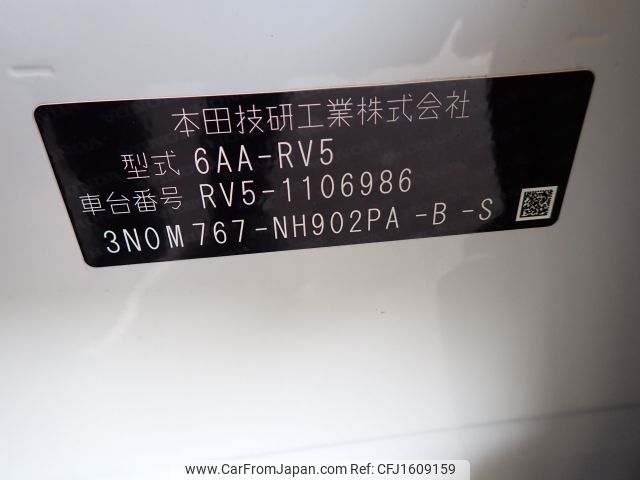 本田技研工業株式会社
型式 6AA-RV5
車台番号 RV5-1106986
3N0M767-NH902PA -B -S
www.CarFromJapan.com | CFJ1609159